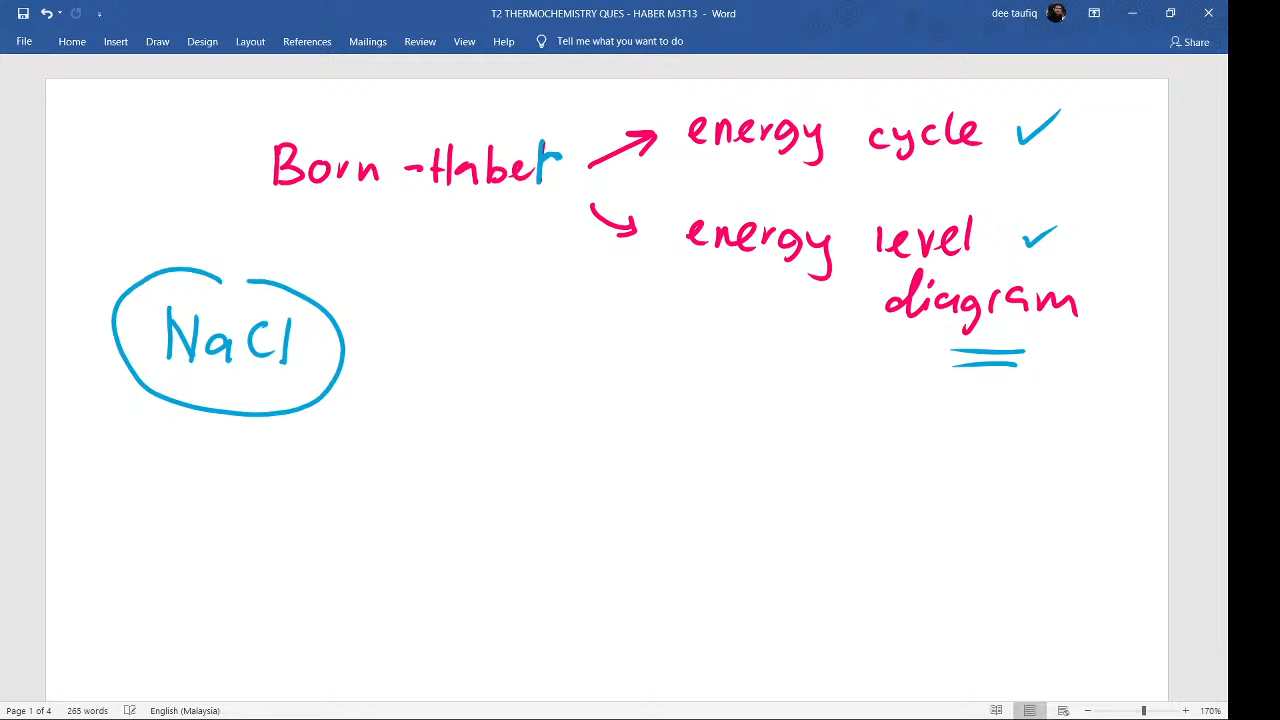 T2 THERMOCHEMISTRY QUES - HABER M3T13 - Word
dee taufiq
File Home Insert Draw Design Layout References Mailings Review View Help Tell me what you want to do Share
energy cycle ✓
Born -Haber
energy level ✓
diagram
NaCl
Page 1 of 4 265 words English (Malaysia) 170%